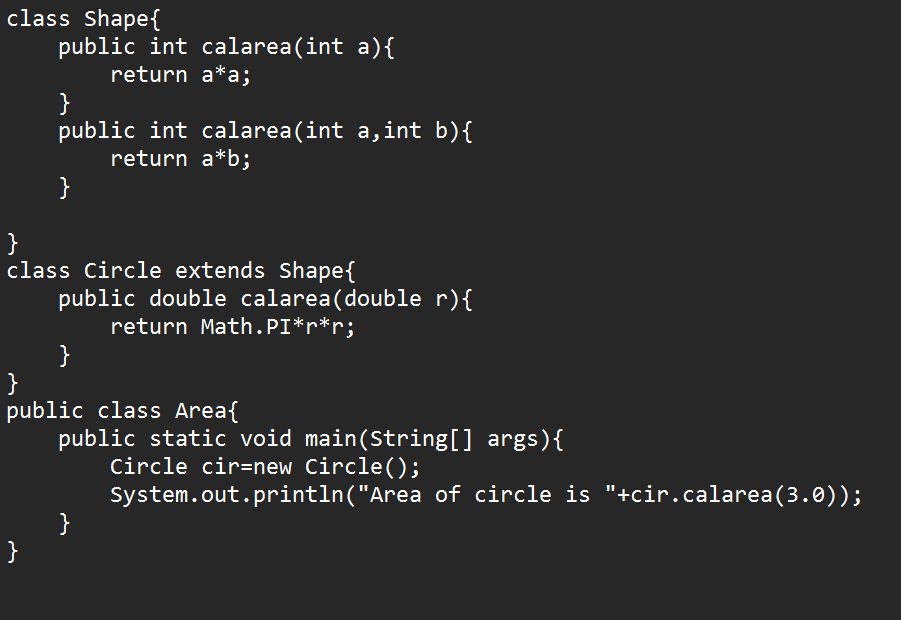 class Shape{
    public int calarea(int a){
        return a*a;
    }
    public int calarea(int a,int b){
        return a*b;
    }

}
class Circle extends Shape{
    public double calarea(double r){
        return Math.PI*r*r;
    }
}
public class Area{
    public static void main(String[] args){
        Circle cir=new Circle();
        System.out.println("Area of circle is "+cir.calarea(3.0));
    }
}